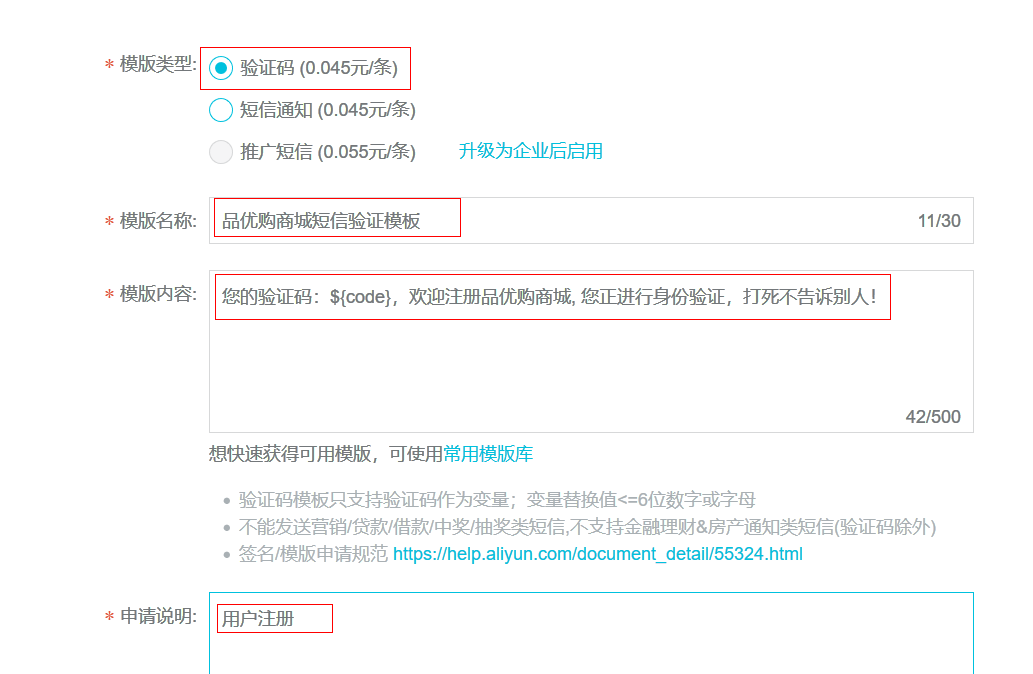 * 模版类型: 验证码 (0.045元/条)
短信通知 (0.045元/条)
推广短信 (0.055元/条) 升级为企业后启用
* 模版名称: 品优购商城短信验证模板 11/30
* 模版内容: 您的验证码：${code}，欢迎注册品优购商城, 您正进行身份验证，打死不告诉别人！
42/500
想快速获得可用模版，可使用常用模版库
• 验证码模板只支持验证码作为变量；变量替换值<=6位数字或字母
• 不能发送营销/贷款/借款/中奖/抽奖类短信,不支持金融理财&房产通知类短信(验证码除外)
• 签名/模版申请规范 https://help.aliyun.com/document_detail/55324.html
* 申请说明: 用户注册